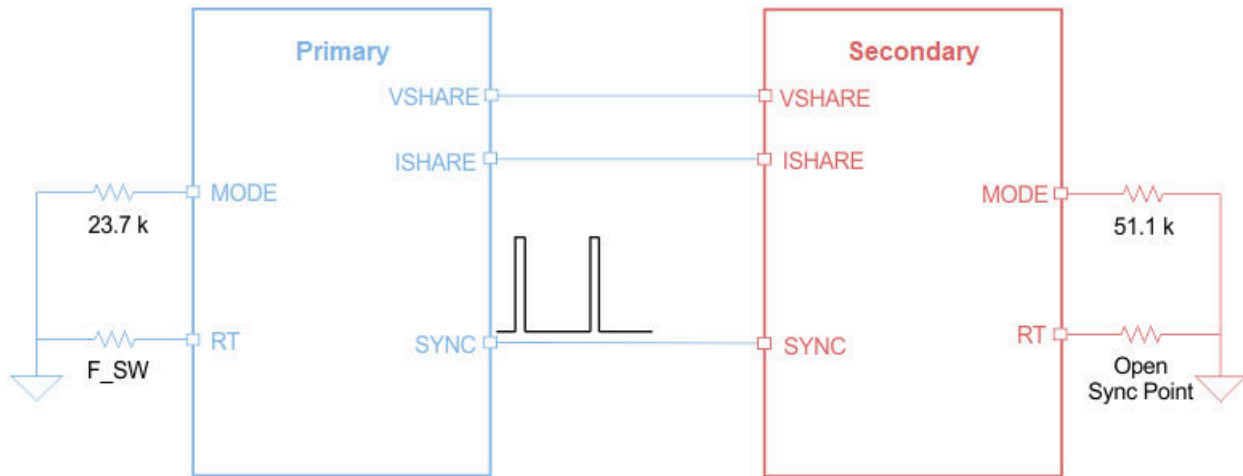 Primary
Secondary
VSHARE
VSHARE
ISHARE
ISHARE
MODE
23.7 k
MODE
51.1 k
RT
F_SW
SYNC
SYNC
RT
Open
Sync Point